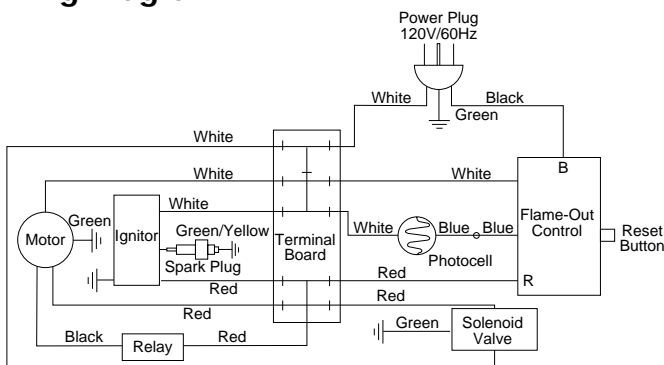 Power Plug
120V/60Hz
White
Black
Green
White
B
White
White
White
Green
Motor
Ignitor
Green/Yellow
Spark Plug
Terminal
Board
White
Blue
Blue
Photocell
Flame-Out
Control
Reset
Button
Red
Red
R
Red
Red
Black
Relay
Red
Green
Solenoid
Valve